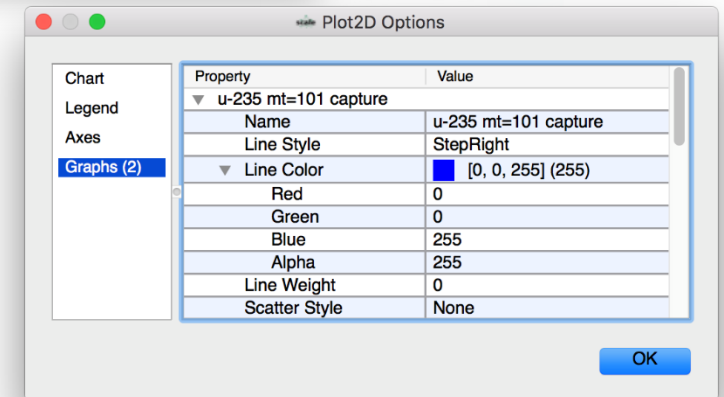 scale Plot2D Options
Chart
Legend
Axes
Graphs (2)
Property Value
u-235 mt=101 capture
Name u-235 mt=101 capture
Line Style StepRight
Line Color [0, 0, 255] (255)
Red 0
Green 0
Blue 255
Alpha 255
Line Weight 0
Scatter Style None
OK